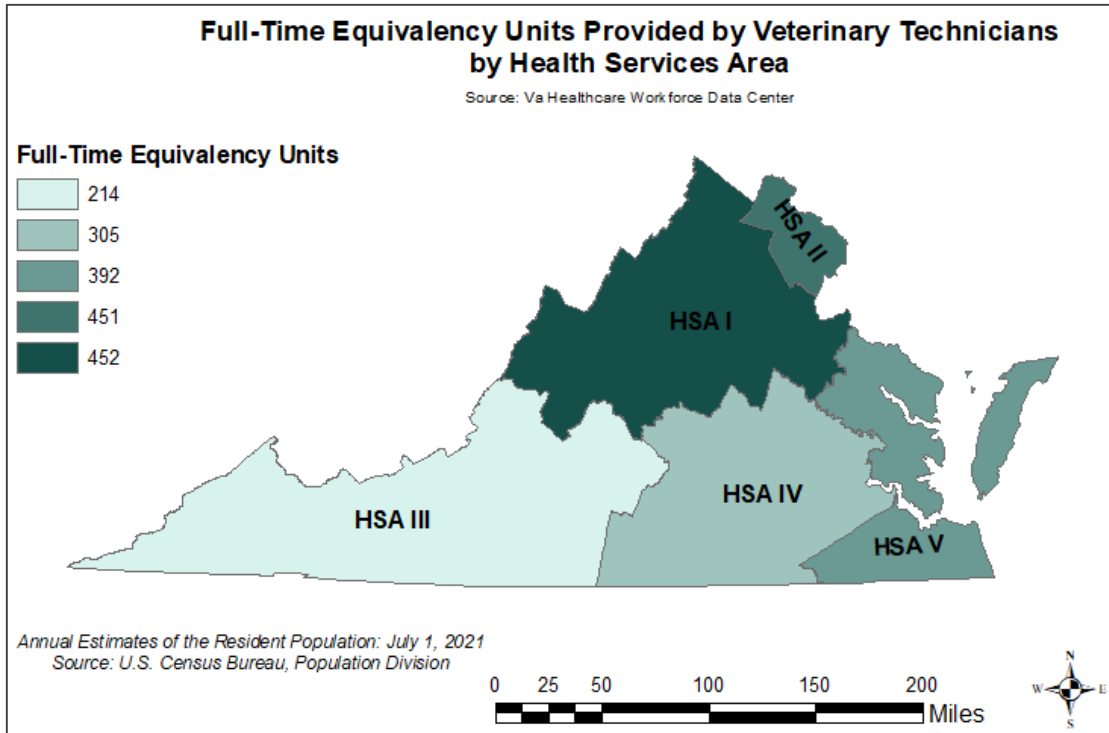 Full-Time Equivalency Units Provided by Veterinary Technicians
by Health Services Area
Source: Va Healthcare Workforce Data Center
Full-Time Equivalency Units
214
305
392
451
452
HSA II
HSA I
HSA IV
HSA III
HSA V
Annual Estimates of the Resident Population: July 1, 2021
Source: U.S. Census Bureau, Population Division
0 25 50 100 150 200
Miles
N
W E
S